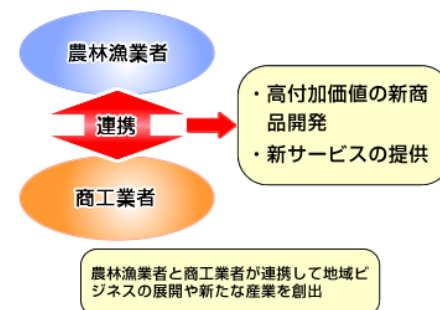 農林漁業者
連携
商工業者
・高付加価値の新商
品開発
・新サービスの提供
農林漁業者と商工業者が連携して地域ビ
ジネスの展開や新たな産業を創出